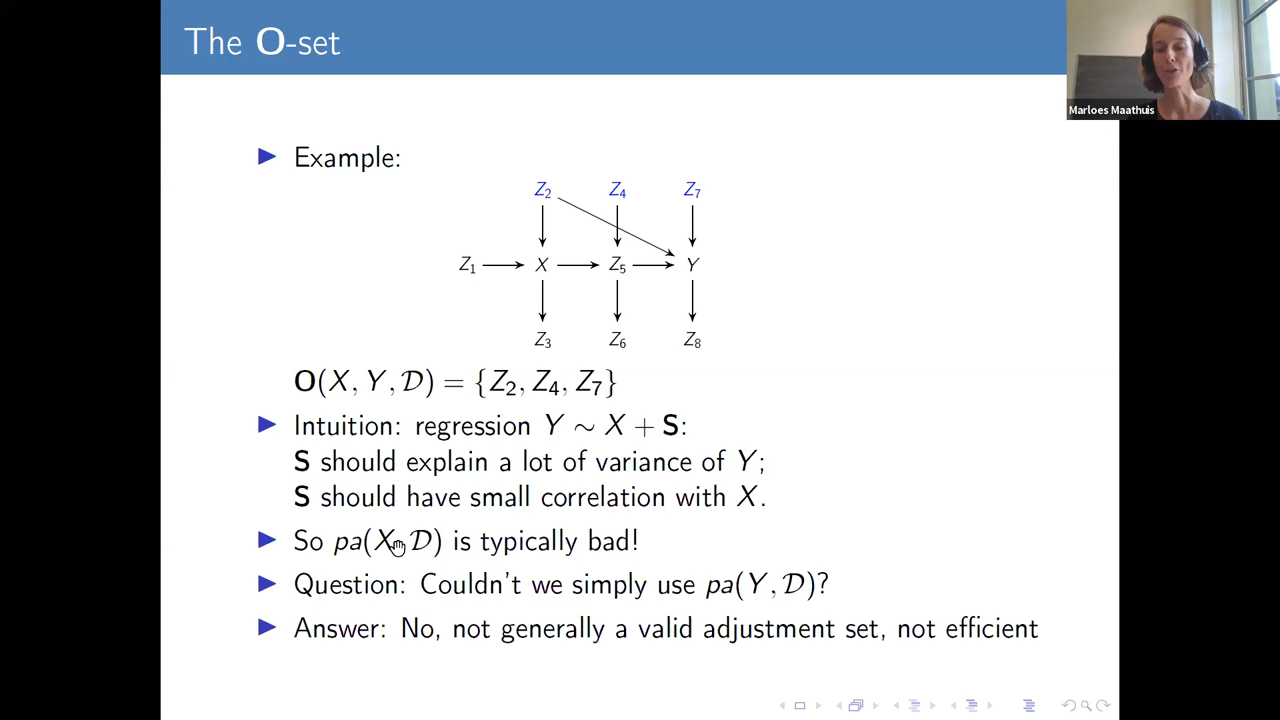 The O-set
Marloes Maathuis
▶ Example:
Z2 Z4 Z7
Z1 X Z5 Y
Z3 Z6 Z8
O(X, Y, 𝒟) = {Z2, Z4, Z7}
▶ Intuition: regression Y ∼ X + S:
S should explain a lot of variance of Y;
S should have small correlation with X.
▶ So pa(X, 𝒟) is typically bad!
▶ Question: Couldn't we simply use pa(Y, 𝒟)?
▶ Answer: No, not generally a valid adjustment set, not efficient